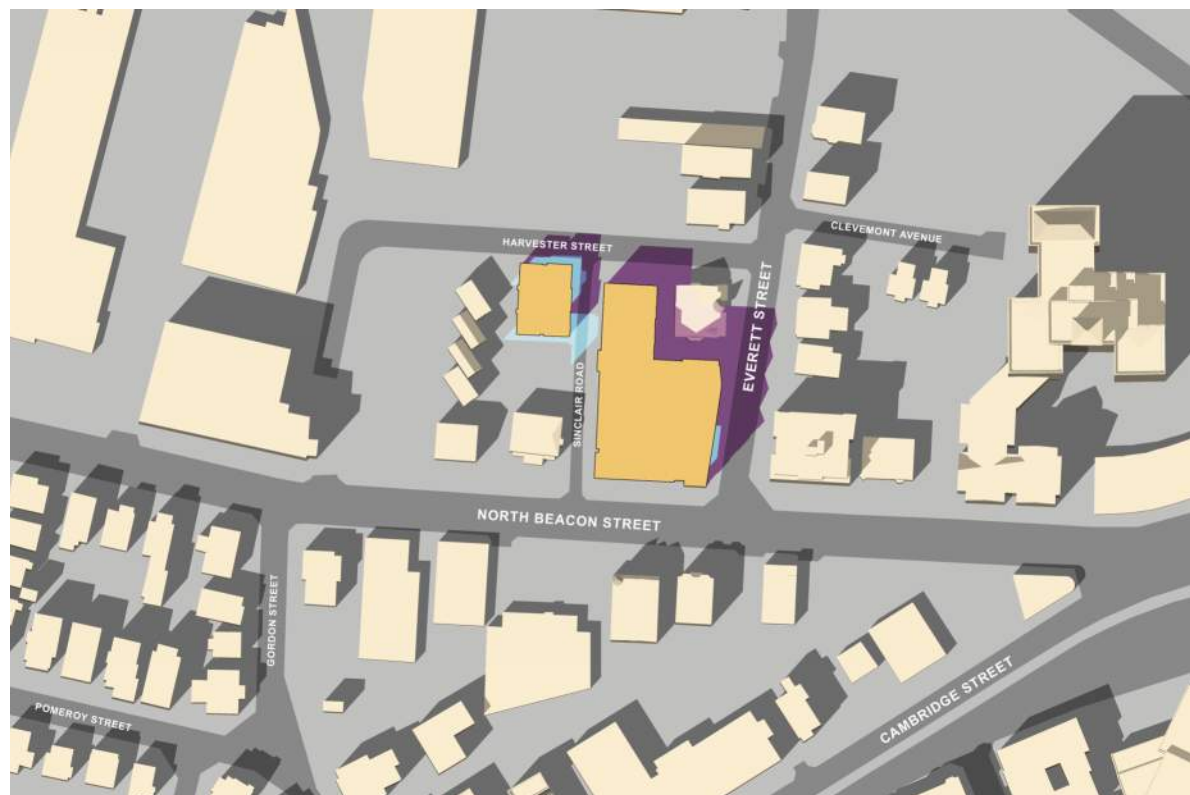 CLEVEMONT AVENUE
HARVESTER STREET
EVERETT STREET
SINCLAIR ROAD
NORTH BEACON STREET
GORDON STREET
CAMBRIDGE STREET
POMEROY STREET